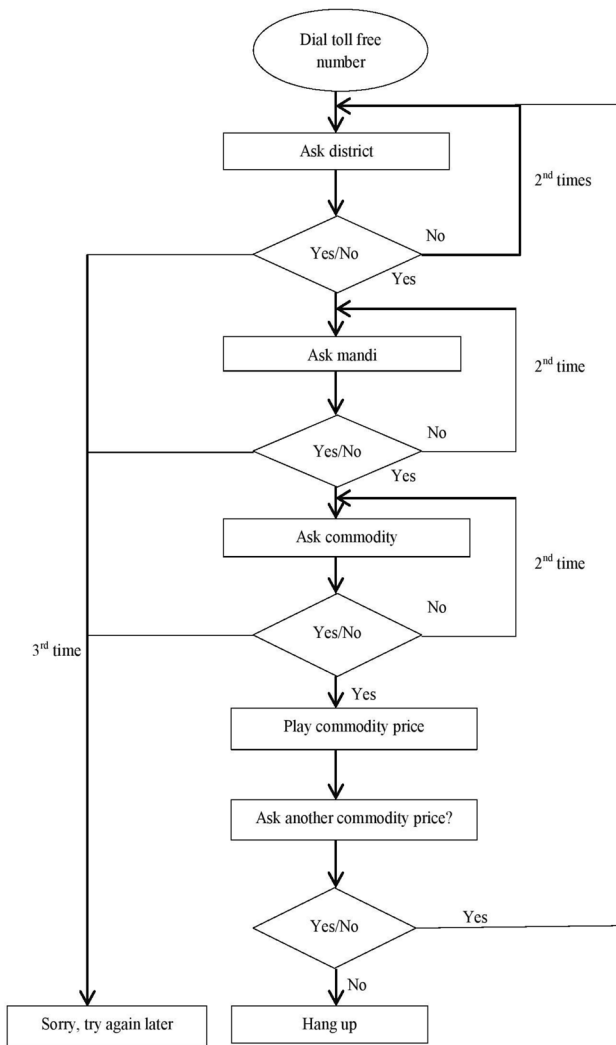 Dial toll free
number
Ask district
2nd times
No
Yes/No
Yes
Ask mandi
2nd time
No
Yes/No
Yes
Ask commodity
2nd time
No
Yes/No
3rd time
Yes
Play commodity price
Ask another commodity price?
Yes
Yes/No
No
Sorry, try again later
Hang up